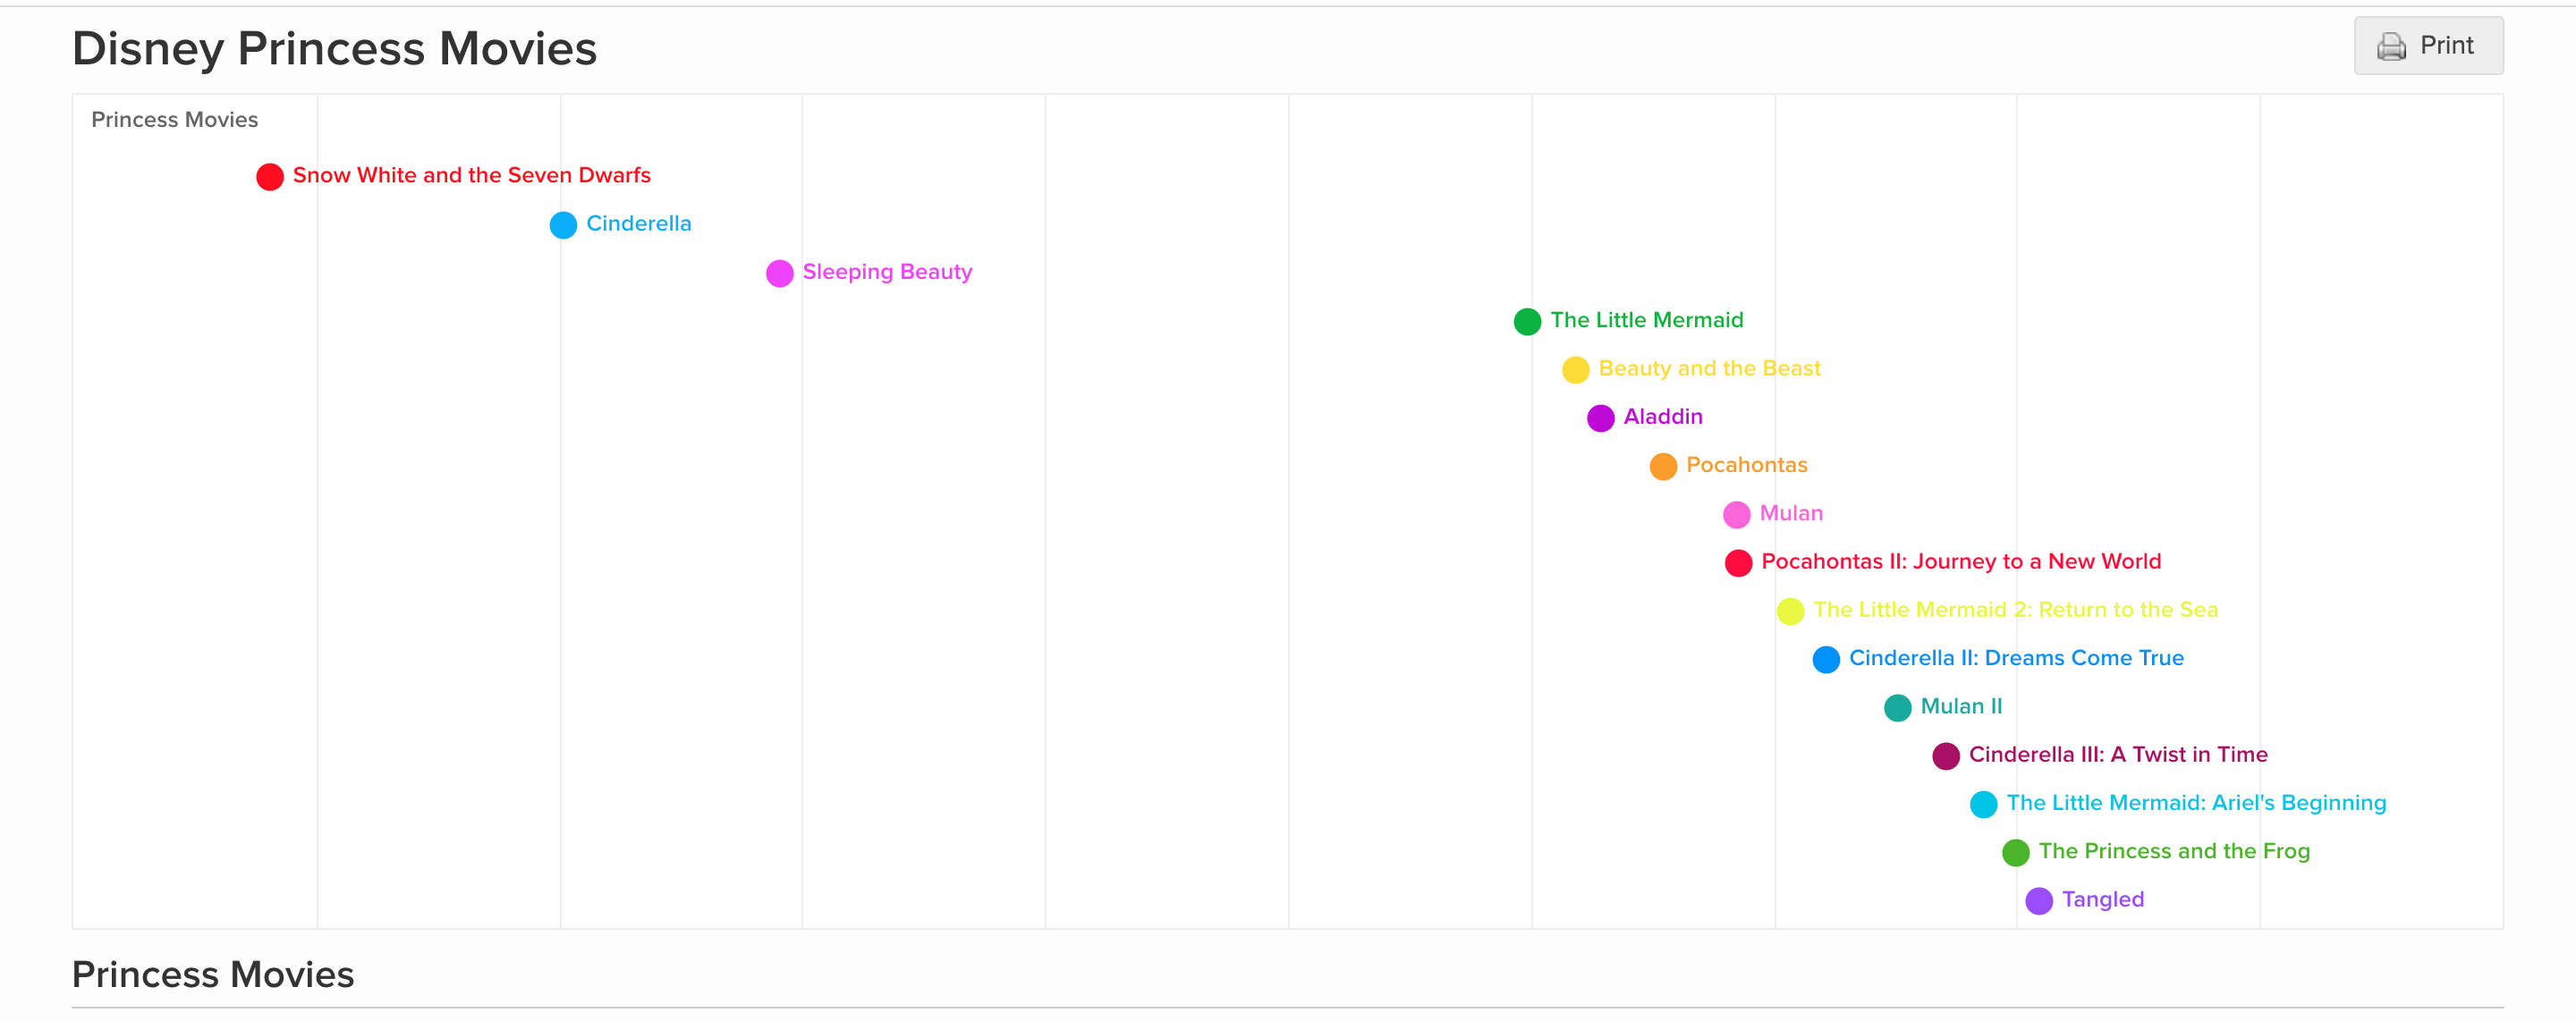 Disney Princess Movies
Print
Princess Movies
Snow White and the Seven Dwarfs
Cinderella
Sleeping Beauty
The Little Mermaid
Beauty and the Beast
Aladdin
Pocahontas
Mulan
Pocahontas II: Journey to a New World
The Little Mermaid 2: Return to the Sea
Cinderella II: Dreams Come True
Mulan II
Cinderella III: A Twist in Time
The Little Mermaid: Ariel's Beginning
The Princess and the Frog
Tangled
Princess Movies